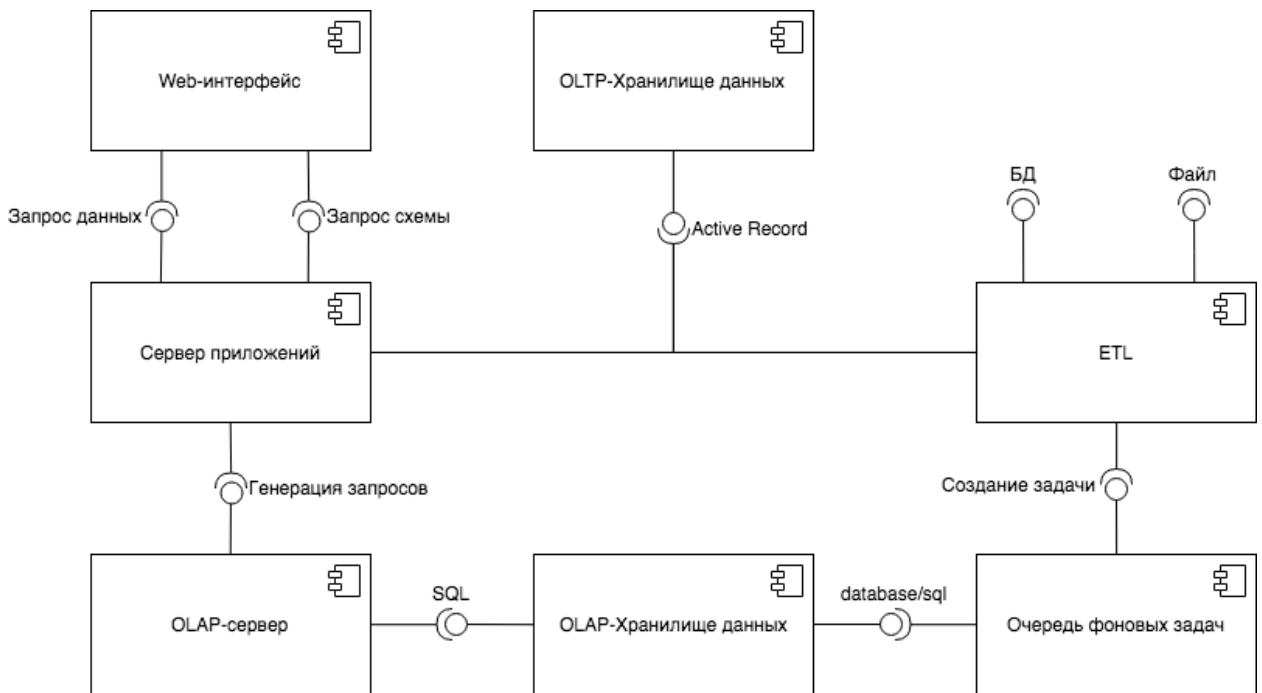 Web-интерфейс
OLTP-Хранилище данных
БД
Файл
Запрос данных
Запрос схемы
Active Record
Сервер приложений
ETL
Генерация запросов
Создание задачи
SQL
database/sql
OLAP-сервер
OLAP-Хранилище данных
Очередь фоновых задач